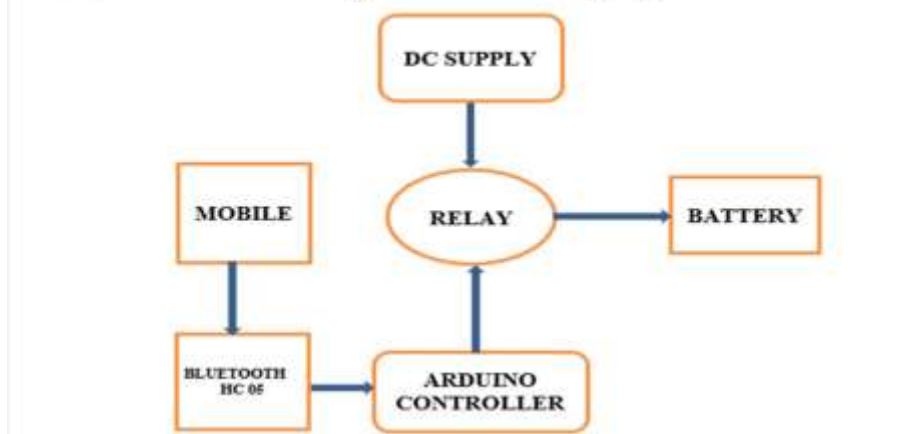 DC SUPPLY
MOBILE
RELAY
BATTERY
BLUETOOTH
HC 05
ARDUINO
CONTROLLER